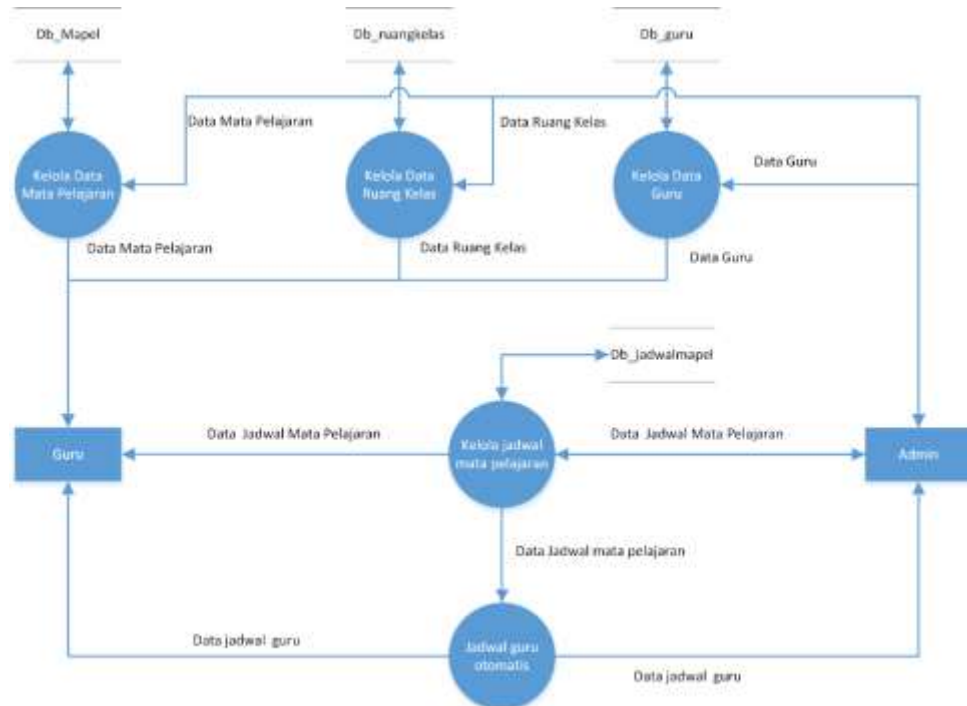 Db_Mapel
Db_ruangkelas
Db_guru
Data Mata Pelajaran
Data Ruang Kelas
Data Guru
Kelola Data
Mata Pelajaran
Kelola Data
Ruang Kelas
Kelola Data
Guru
Data Mata Pelajaran
Data Ruang Kelas
Data Guru
Db_Jadwalmapel
Data Jadwal Mata Pelajaran
Data Jadwal Mata Pelajaran
Guru
Kelola jadwal
mata pelajaran
Admin
Data Jadwal mata pelajaran
Data jadwal guru
Jadwal guru
otomatis
Data jadwal guru